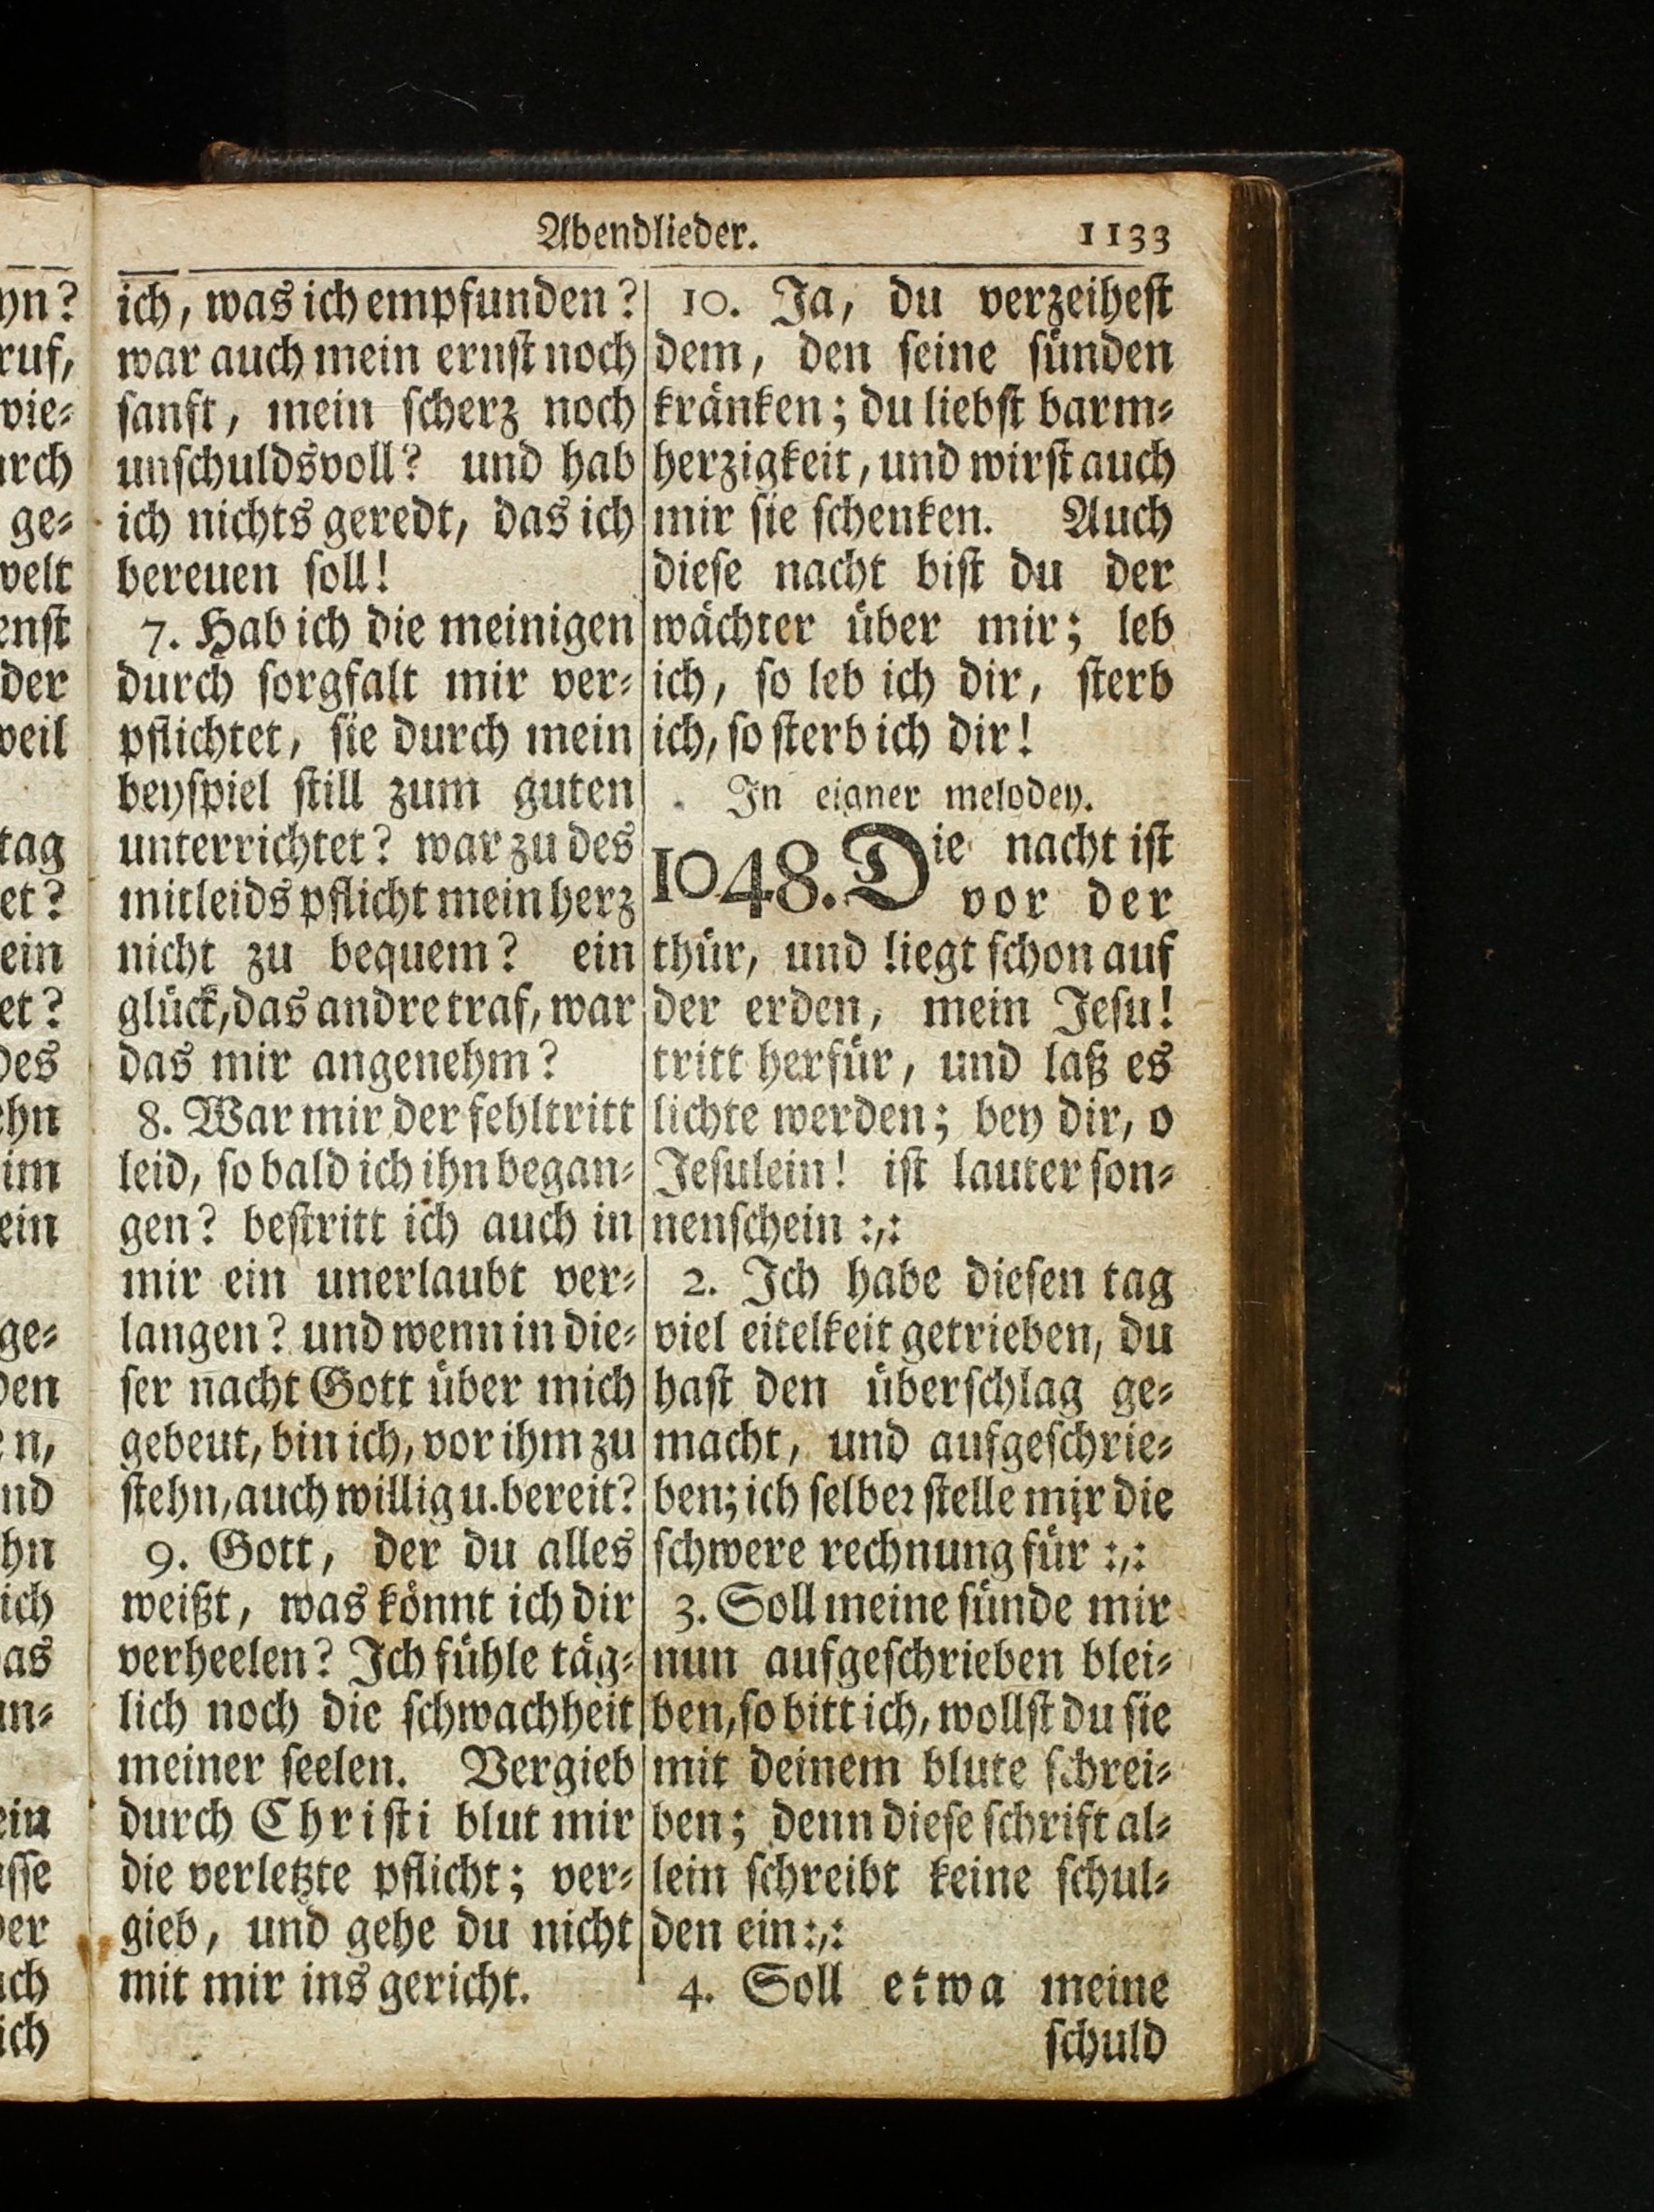 Abendlieder. 1133
ich, was ich empfunden?
war auch mein ernst noch
sanft, mein scherz noch
unschuldsvoll? und hab
ich nichts geredt, das ich
bereuen soll!
7. Hab ich die meinigen
durch sorgfalt mir ver-
pflichtet, sie durch mein
beyspiel still zum guten
unterrichtet? war zu des
mitleids pflicht mein herz
nicht zu bequem? ein
glück, das andre traf, war
das mir angenehm?
8. War mir der fehltritt
leid, so bald ich ihn began-
gen? bestritt ich auch in
mir ein unerlaubt ver-
langen? und wenn in die-
ser nacht Gott über mich
gebeut, bin ich, vor ihm zu
stehn, auch willig u. bereit?
9. Gott, der du alles
weißt, was könnt ich dir
verheelen? Ich fühle täg-
lich noch die schwachheit
meiner seelen. Vergieb
durch Christi blut mir
die verletzte pflicht; ver-
gieb, und gehe du nicht
mit mir ins gericht.
10. Ja, du verzeihest
dem, den seine sünden
kränken; du liebst barm-
herzigkeit, und wirst auch
mir sie schenken. Auch
diese nacht bist du der
wächter über mir; leb
ich, so leb ich dir, sterb
ich, so sterb ich dir!
In eigner melodey.
1048. Die nacht ist
vor der
thür, und liegt schon auf
der erden, mein Jesu!
tritt herfür, und laß es
lichte werden; bey dir, o
Jesulein! ist lauter son-
nenschein :,:
2. Ich habe diesen tag
viel eitelkeit getrieben, du
hast den überschlag ge-
macht, und aufgeschrie-
ben; ich selber stelle mir die
schwere rechnung für :,:
3. Soll meine sünde mir
nun aufgeschrieben blei-
ben, so bitt ich, wollst du sie
mit deinem blute schrei-
ben; denn diese schrift al-
lein schreibt keine schul-
den ein :,:
4. Soll etwa meine
schuld